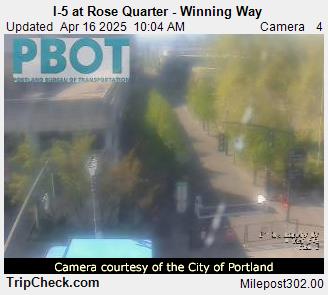 I-5 at Rose Quarter - Winning Way
Updated Apr 16 2025 10:04 AM Camera 4
PBOT
PORTLAND BUREAU OF TRANSPORTATION
Camera courtesy of the City of Portland
TripCheck.com Milepost302.00